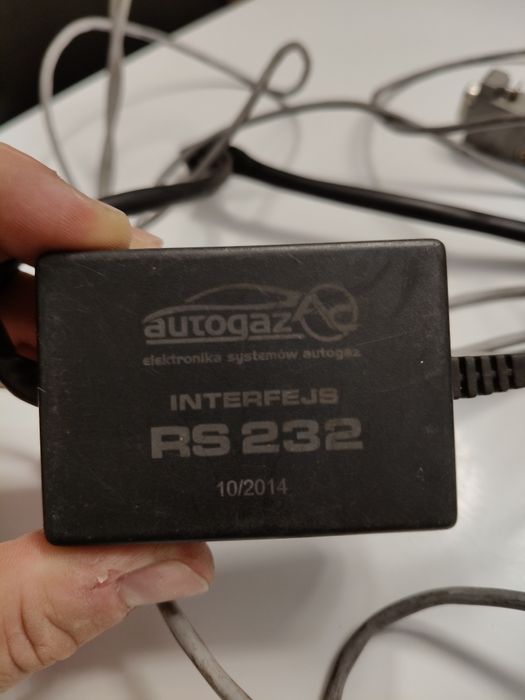 autogaz
elektronika systemów autogaz
INTERFEJS
RS 232
10/2014